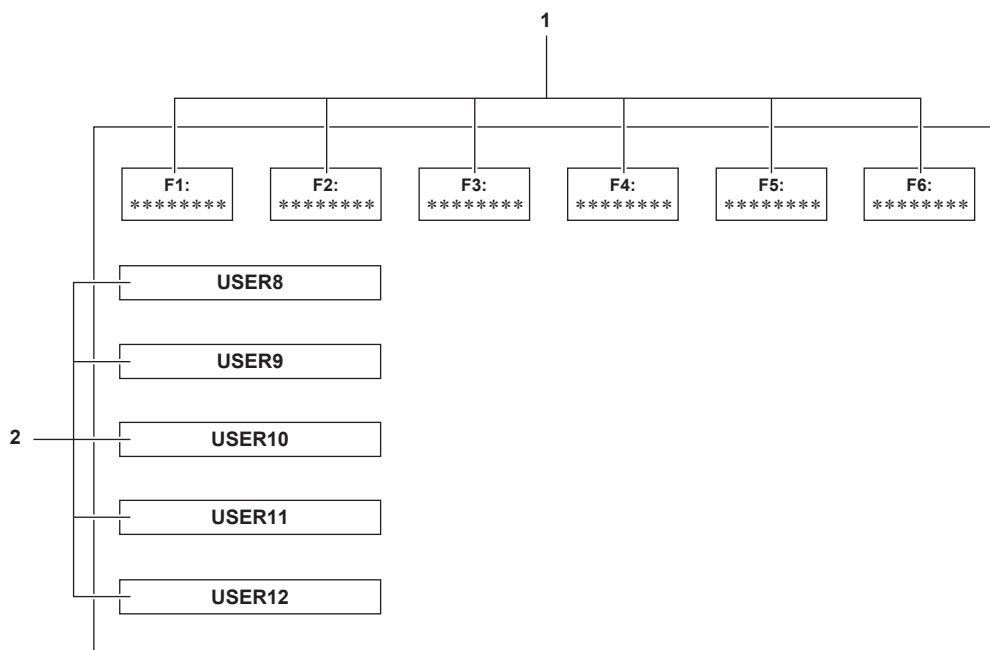 1
F1: F2: F3: F4: F5: F6:
******** ******** ******** ******** ******** ********
USER8
USER9
2 USER10
USER11
USER12